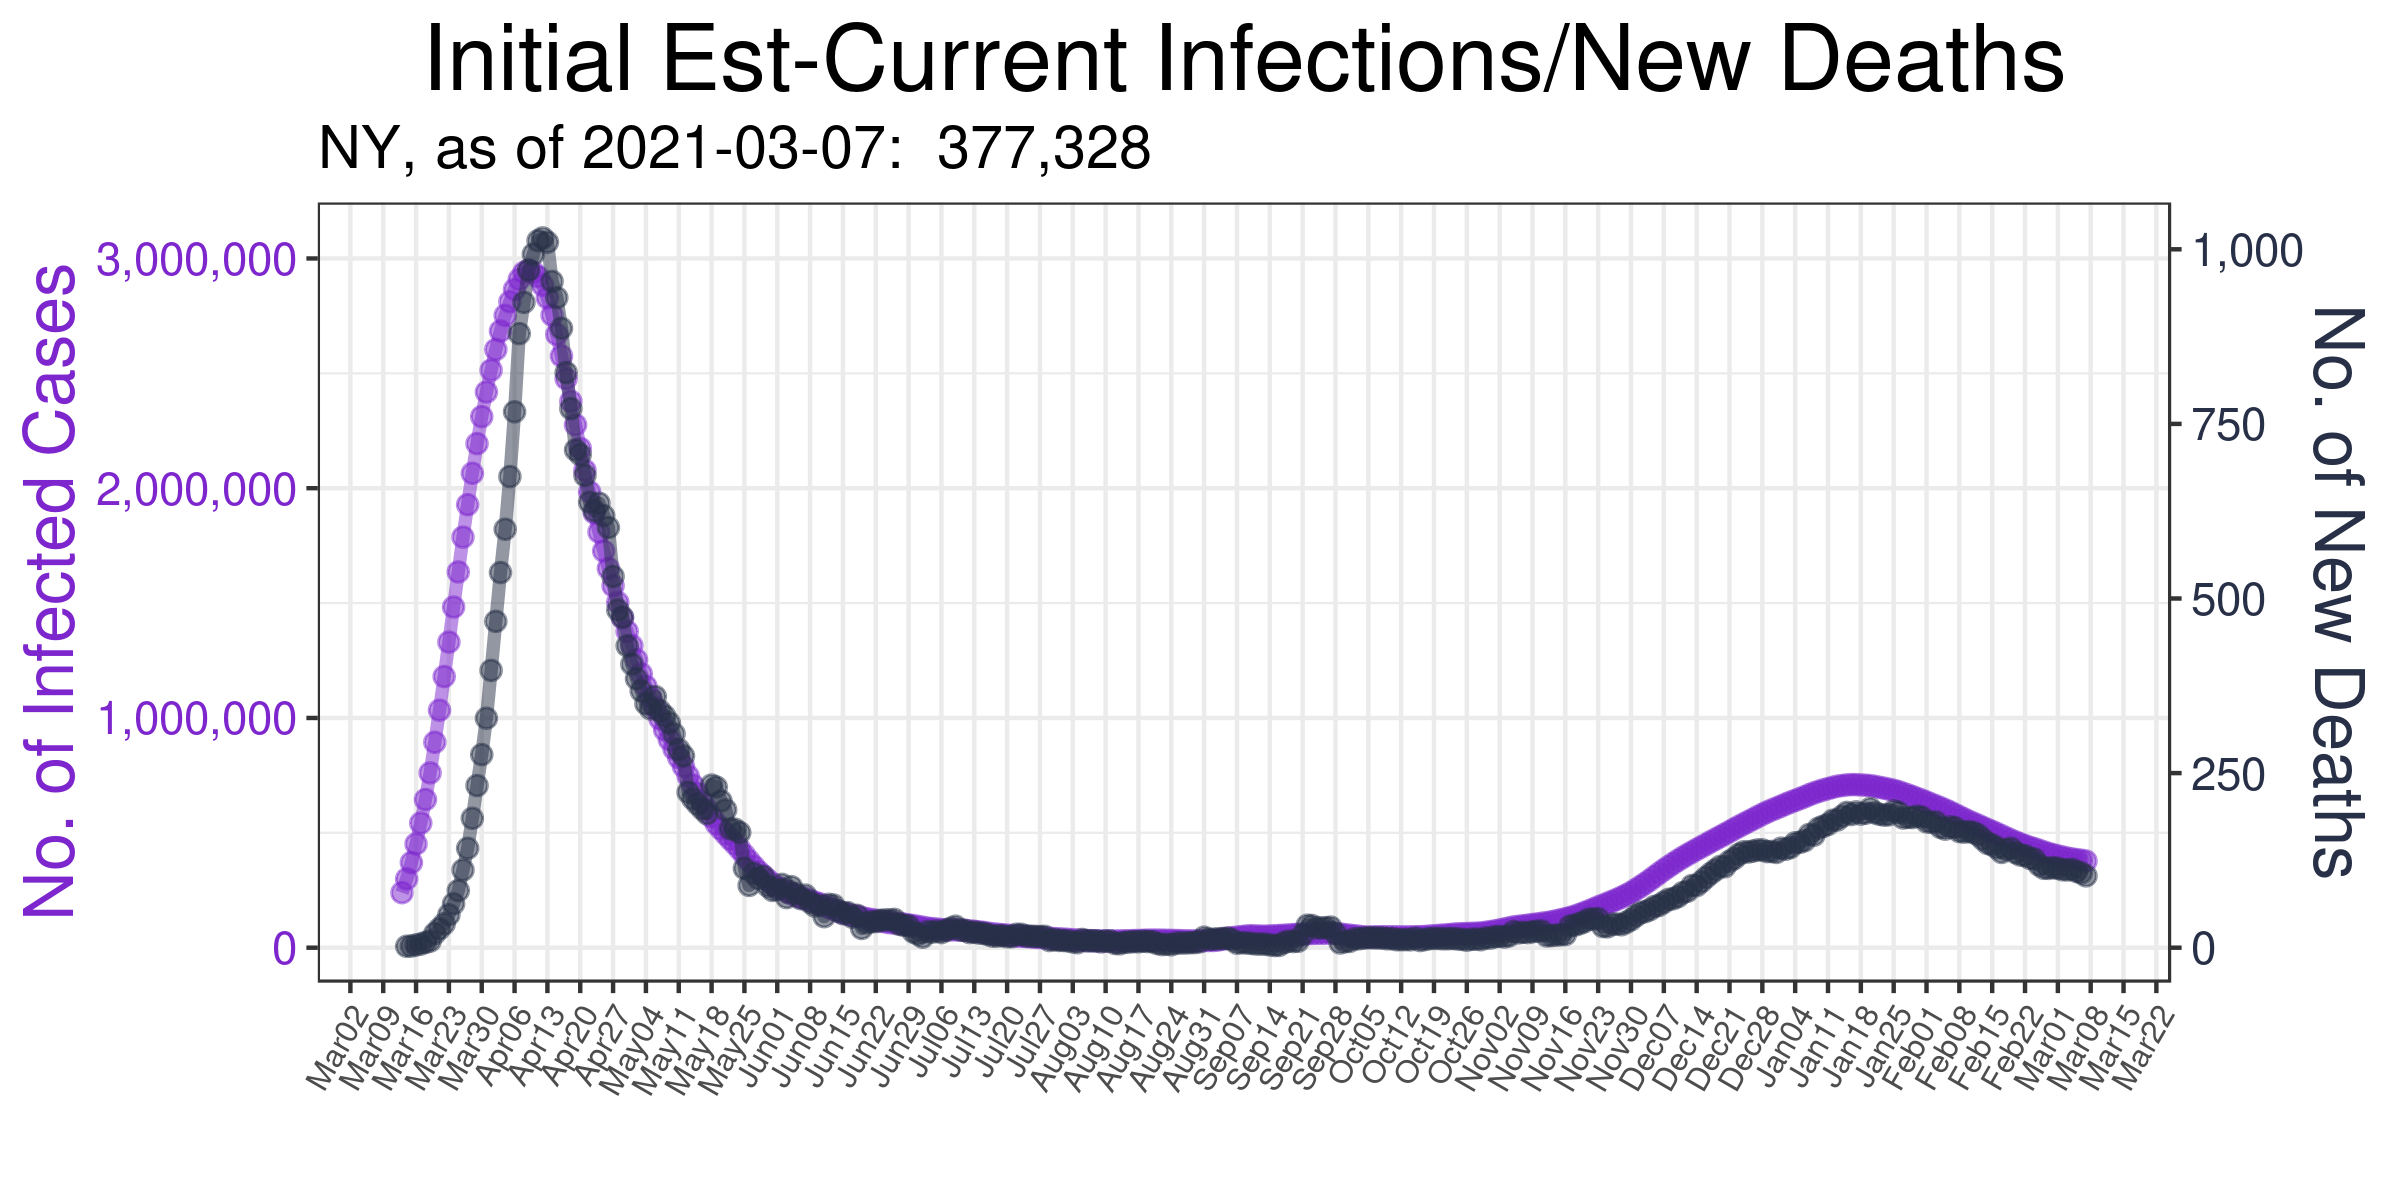 Initial Est-Current Infections/New Deaths
NY, as of 2021-03-07:  377,328
No. of Infected Cases
3,000,000
2,000,000
1,000,000
0
1,000
750
500
250
0
No. of New Deaths
Mar02
Mar09
Mar16
Mar23
Mar30
Apr06
Apr13
Apr20
Apr27
May04
May11
May18
May25
Jun01
Jun08
Jun15
Jun22
Jun29
Jul06
Jul13
Jul20
Jul27
Aug03
Aug10
Aug17
Aug24
Aug31
Sep07
Sep14
Sep21
Sep28
Oct05
Oct12
Oct19
Oct26
Nov02
Nov09
Nov16
Nov23
Nov30
Dec07
Dec14
Dec21
Dec28
Jan04
Jan11
Jan18
Jan25
Feb01
Feb08
Feb15
Feb22
Mar01
Mar08
Mar15
Mar22